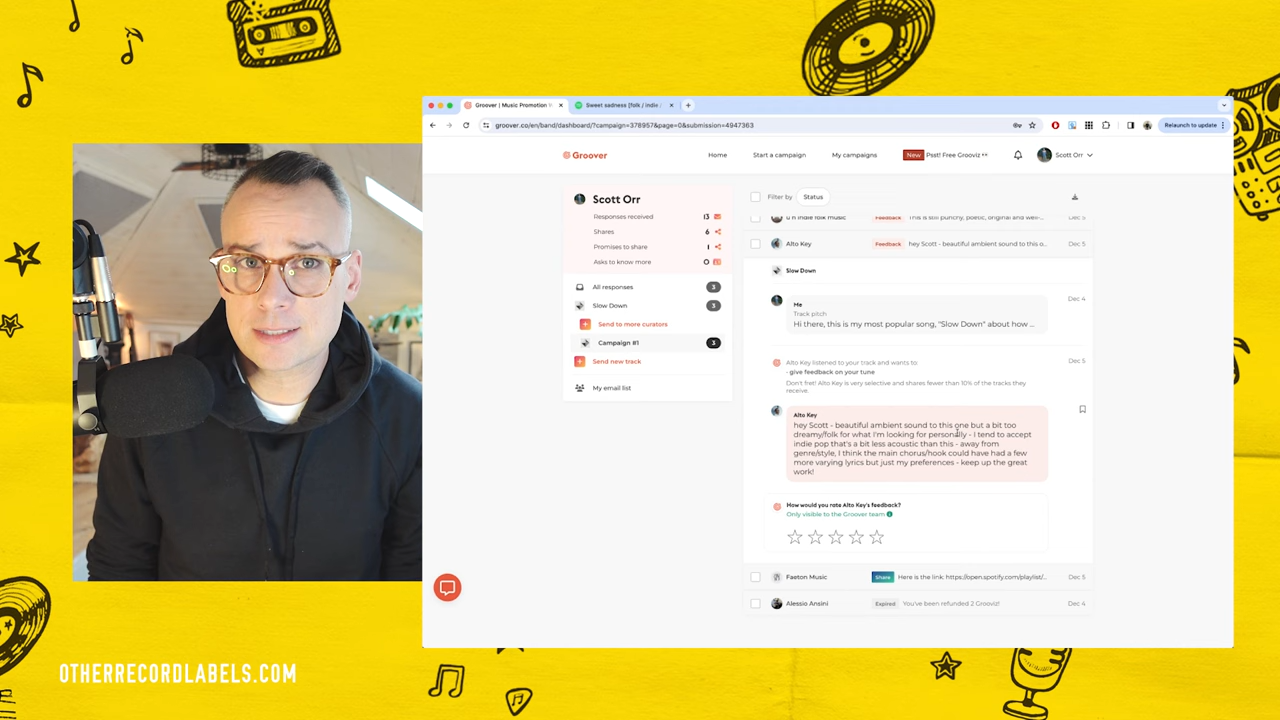 Groover | Music Promotion
Sweet sadness [folk / indie
groover.co/en/band/dashboard/?campaign=378957&page=0&submission=4947363
Relaunch to update
Groover
Home
Start a campaign
My campaigns
New
Psst! Free Grooviz
Scott Orr
Scott Orr
Responses received
13
Shares
6
Promises to share
1
Asks to know more
0
All responses
3
Slow Down
3
Send to more curators
Campaign #1
3
Send new track
My email list
Filter by
Status
u n indie folk music
Feedback
This is still punchy, poetic, original and well-...
Dec 5
Alto Key
Feedback
hey Scott - beautiful ambient sound to this o...
Dec 5
Slow Down
Me
Track pitch
Hi there, this is my most popular song, "Slow Down" about how ...
Dec 4
Alto Key listened to your track and wants to:
- give feedback on your tune
Don't fret! Alto Key is very selective and shares fewer than 10% of the tracks they
receive.
Dec 5
Alto Key
hey Scott - beautiful ambient sound to this one but a bit too
dreamy/folk for what I'm looking for personally - I tend to accept
indie pop that's a bit less acoustic than this - away from
genre/style, I think the main chorus/hook could have had a few
more varying lyrics but just my preferences - keep up the great
work!
How would you rate Alto Key's feedback?
Only visible to the Groover team
Faeton Music
Share
Here is the link: https://open.spotify.com/playlist/...
Dec 5
Alessio Ansini
Expired
You've been refunded 2 Grooviz!
Dec 4
OTHERRECORDLABELS.COM